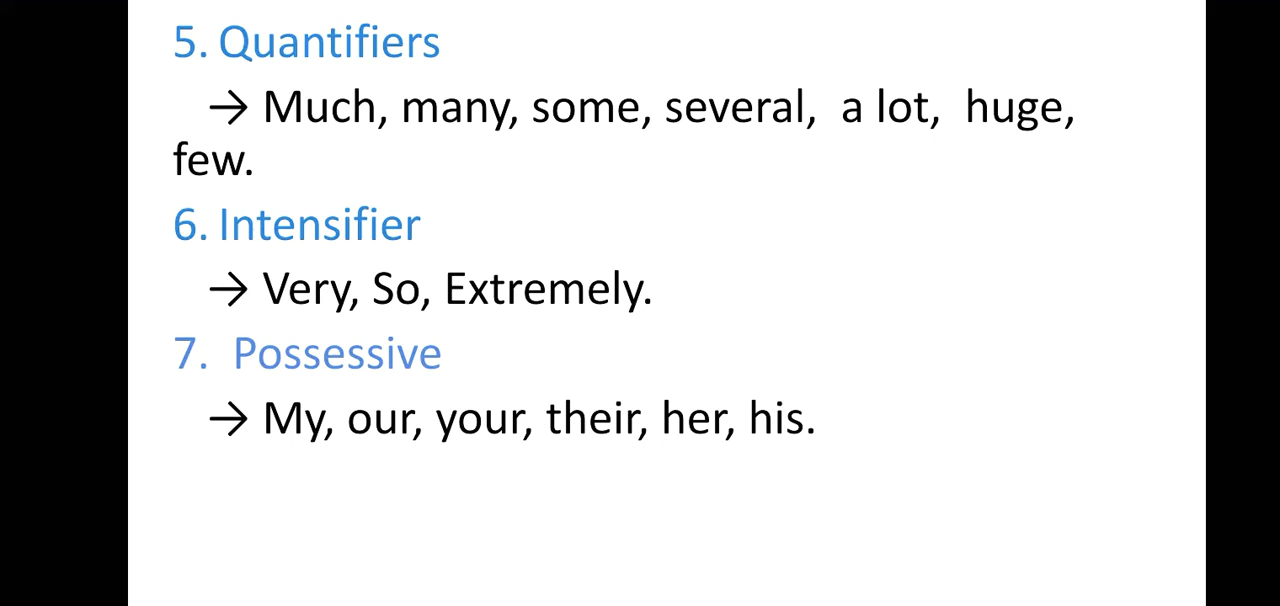 5. Quantifiers
→ Much, many, some, several, a lot, huge,
few.
6. Intensifier
→ Very, So, Extremely.
7. Possessive
→ My, our, your, their, her, his.